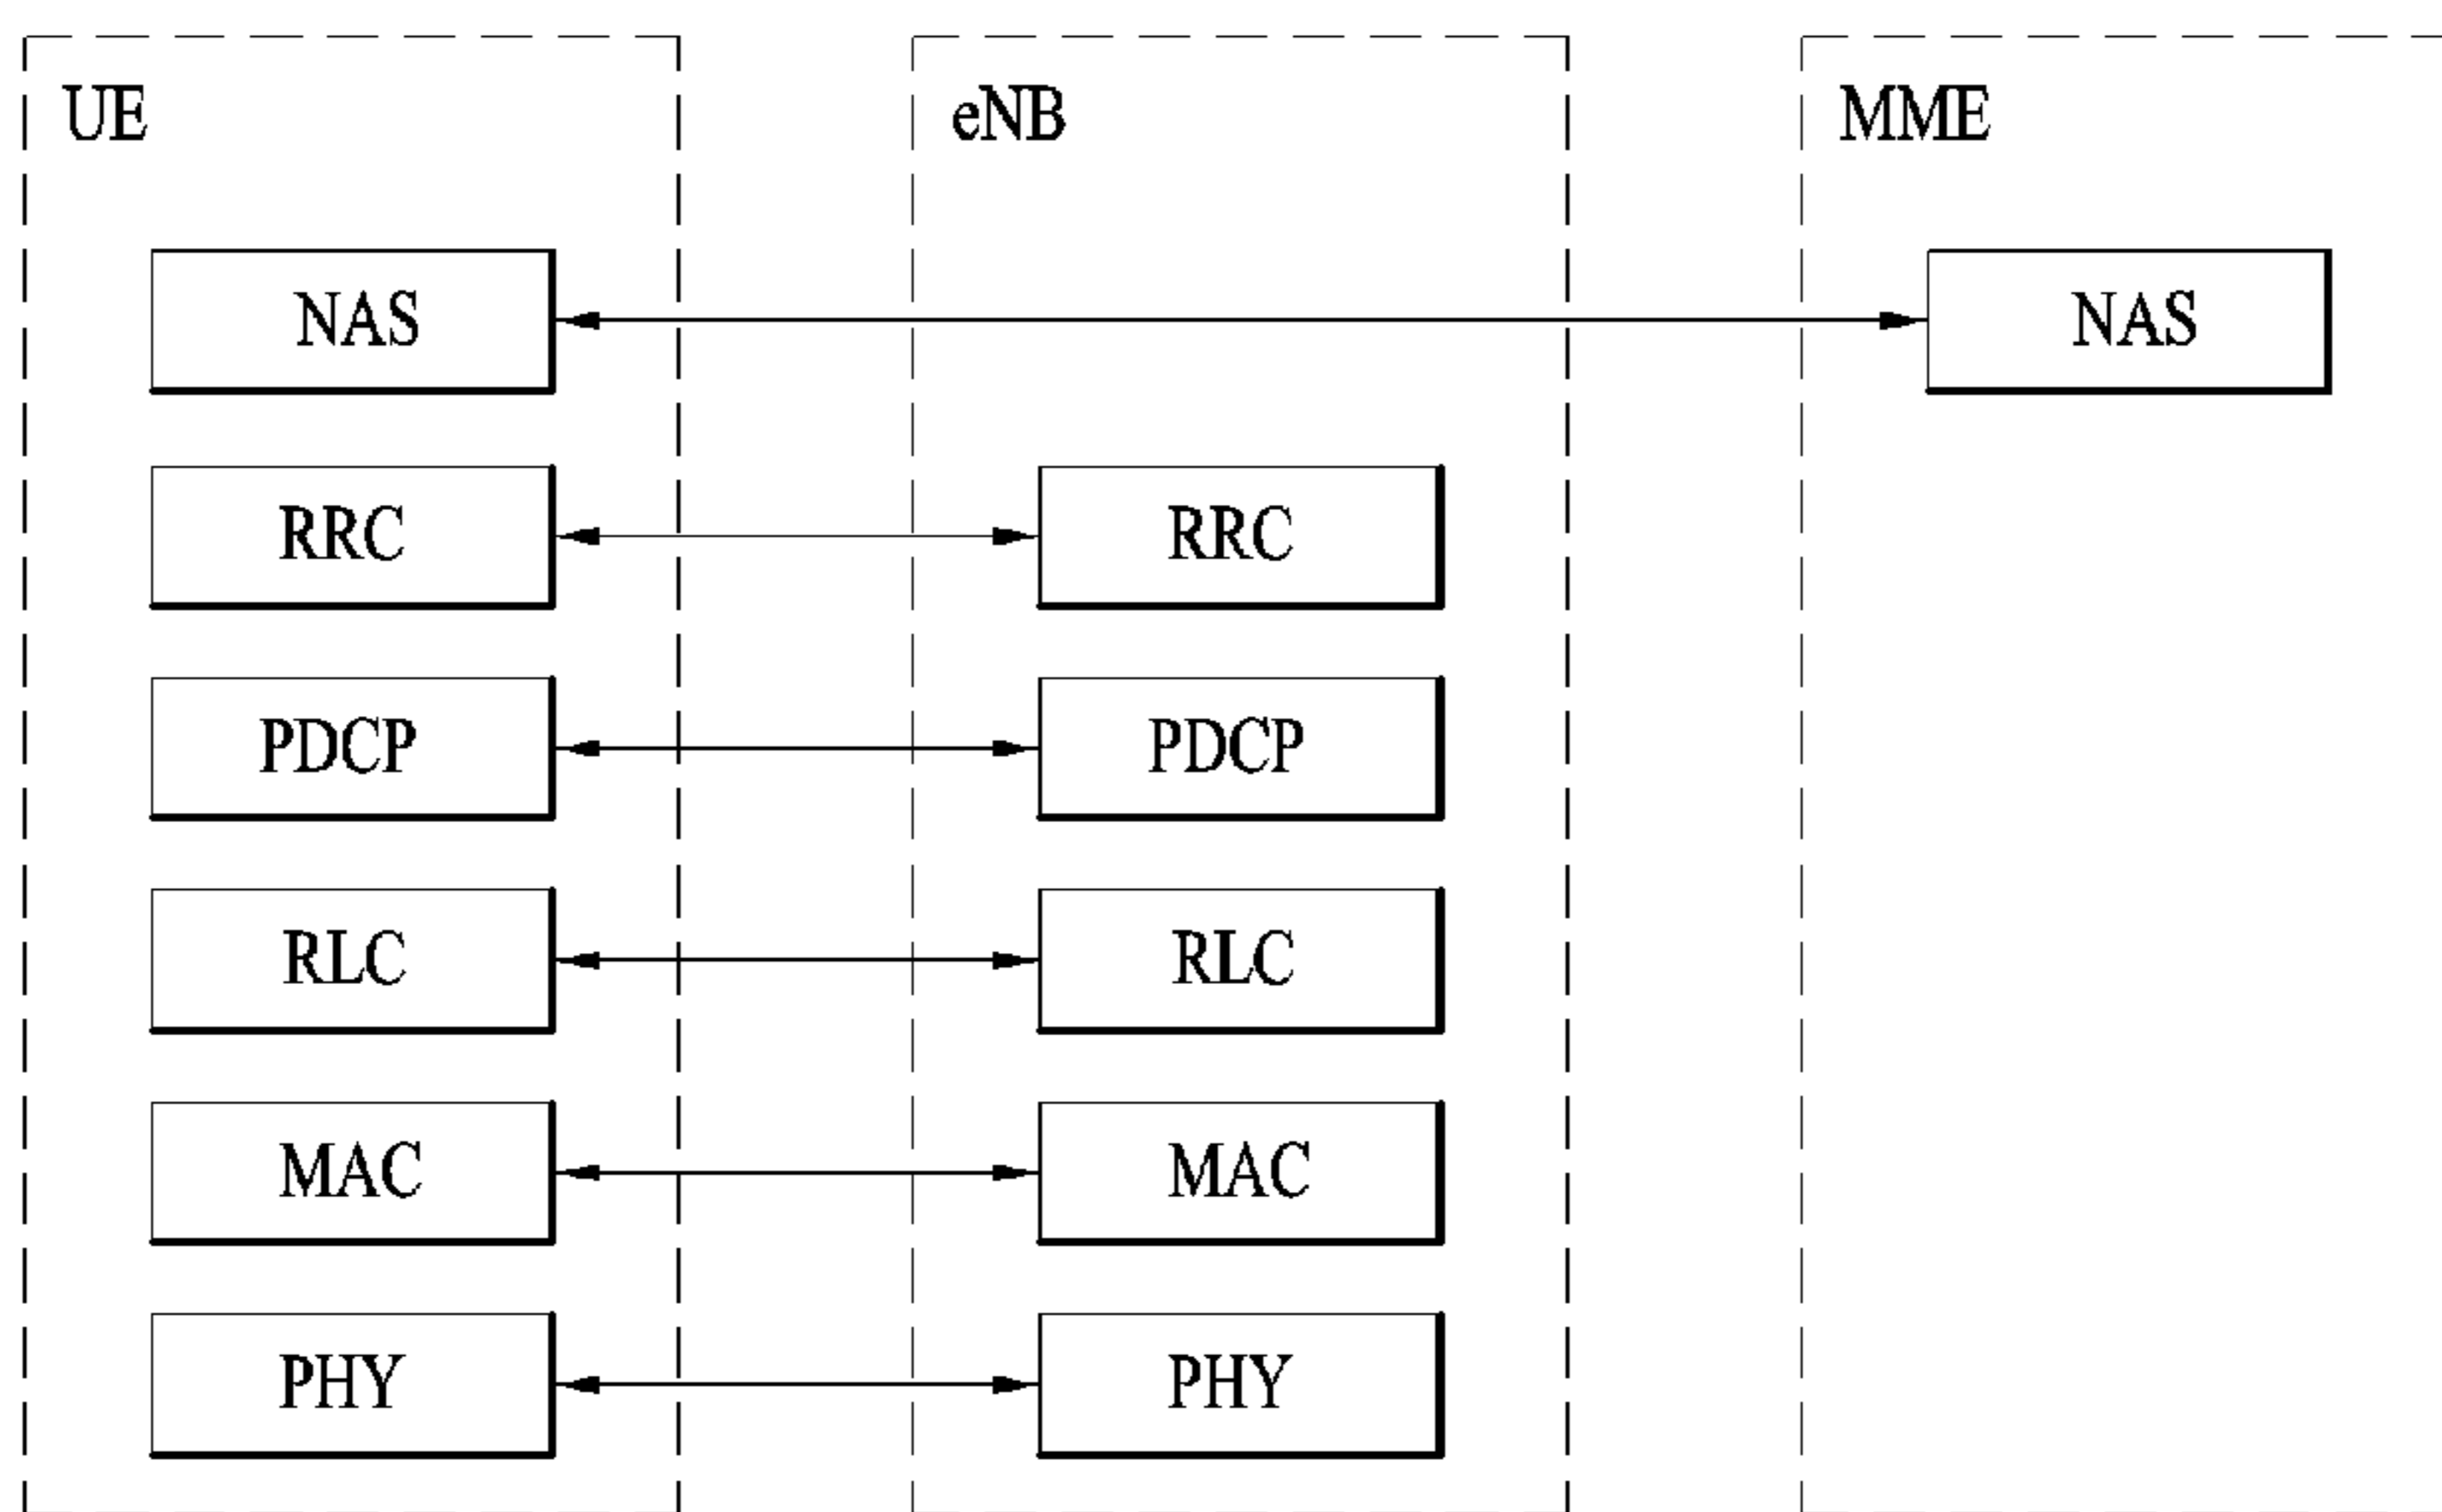 UE eNB MME
NAS NAS
RRC RRC
PDCP PDCP
RLC RLC
MAC MAC
PHY PHY